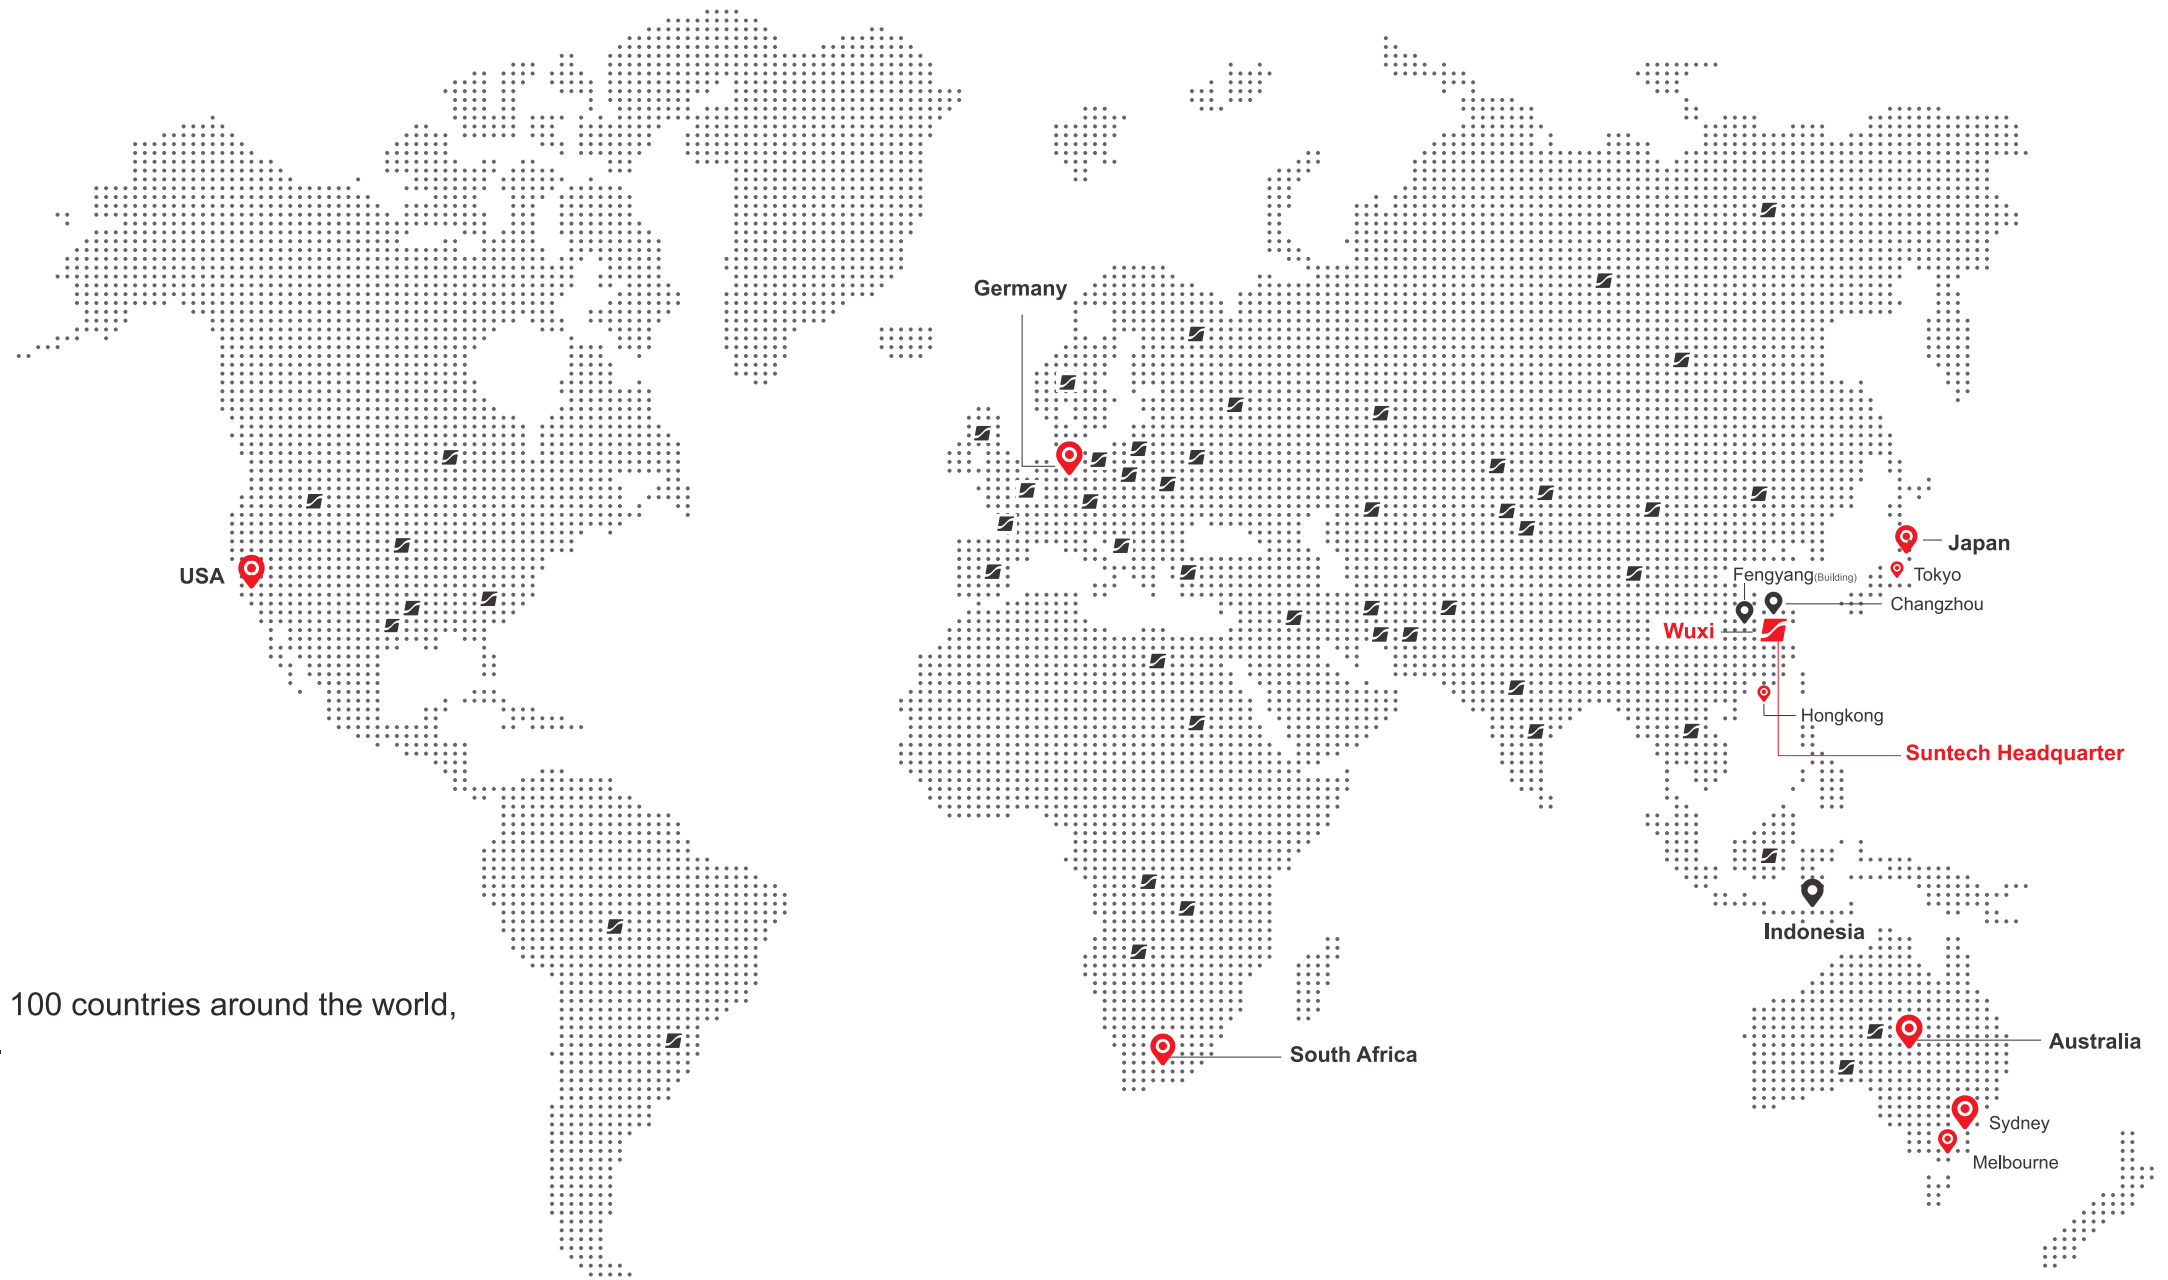 Germany
USA
Japan
Fengyang(Building)
Tokyo
Changzhou
Wuxi
Hongkong
Suntech Headquarter
Indonesia
100 countries around the world,
South Africa
Australia
Sydney
Melbourne